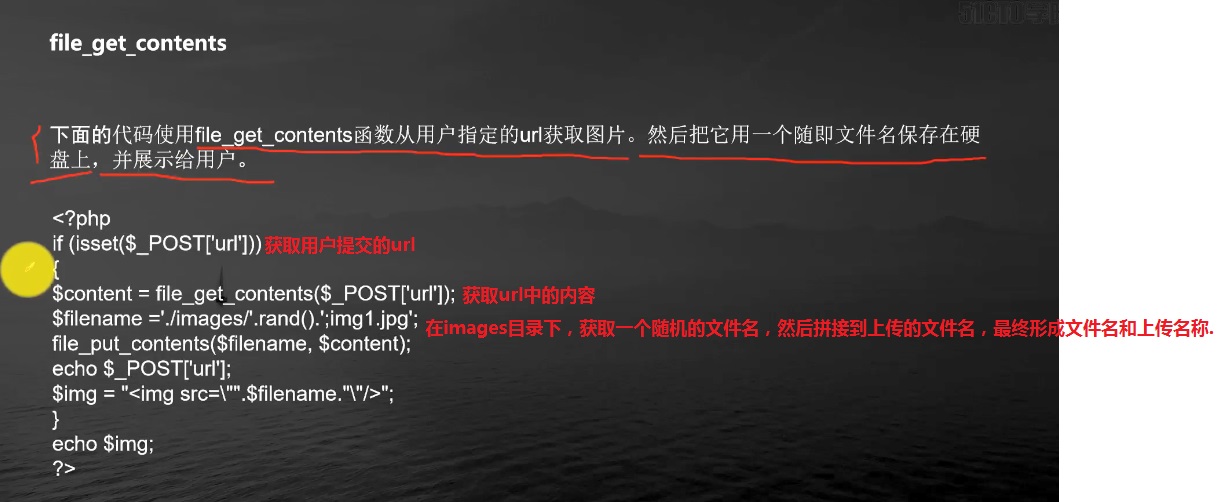 file_get_contents
下面的代码使用file_get_contents函数从用户指定的url获取图片。然后把它用一个随即文件名保存在硬
盘上，并展示给用户。
<?php
if (isset($_POST['url'])) 获取用户提交的url
{
$content = file_get_contents($_POST['url']); 获取url中的内容
$filename ='./images/'.rand().';img1.jpg'; 在images目录下，获取一个随机的文件名，然后拼接到上传的文件名，最终形成文件名和上传名称.
file_put_contents($filename, $content);
echo $_POST['url'];
$img = "<img src=\"".$filename."\"/>";
}
echo $img;
?>